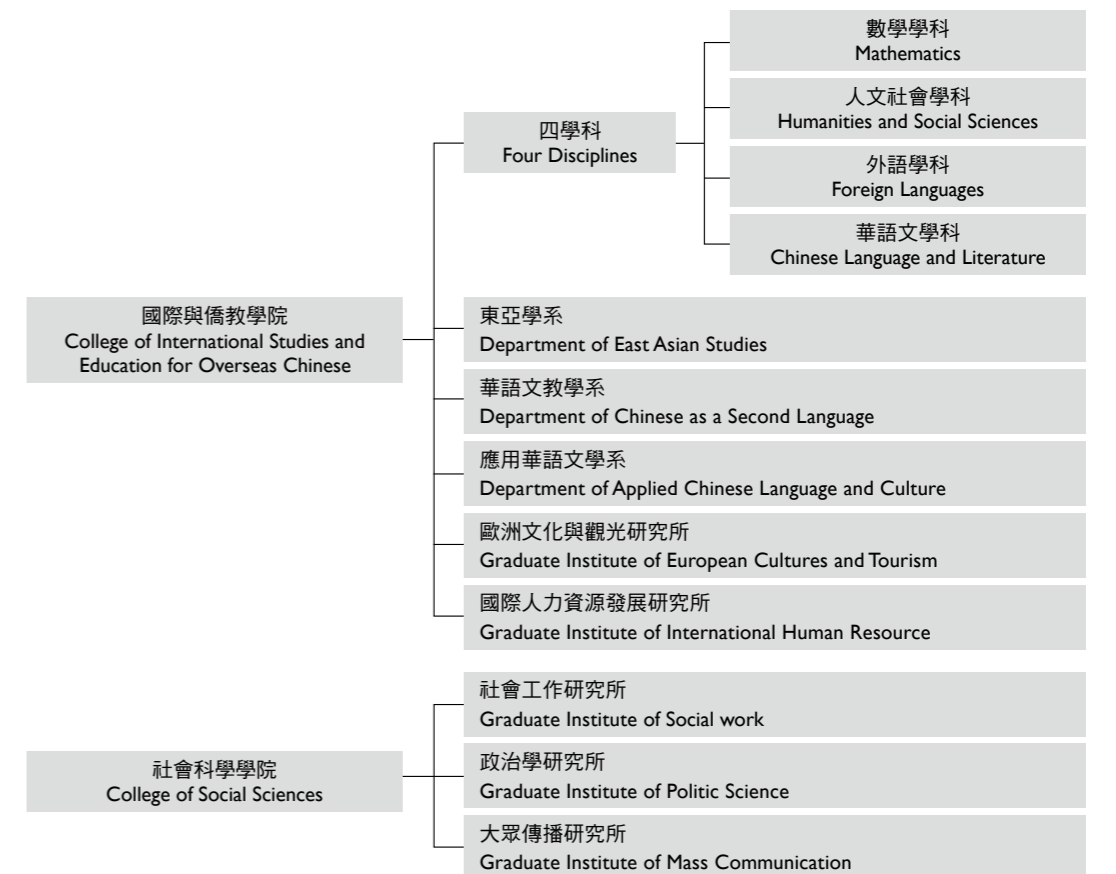 國際與僑教學院
College of International Studies and
Education for Overseas Chinese
四學科
Four Disciplines
數學學科
Mathematics
人文社會學科
Humanities and Social Sciences
外語學科
Foreign Languages
華語文學科
Chinese Language and Literature
東亞學系
Department of East Asian Studies
華語文教學系
Department of Chinese as a Second Language
應用華語文學系
Department of Applied Chinese Language and Culture
歐洲文化與觀光研究所
Graduate Institute of European Cultures and Tourism
國際人力資源發展研究所
Graduate Institute of International Human Resource
社會科學學院
College of Social Sciences
社會工作研究所
Graduate Institute of Social work
政治學研究所
Graduate Institute of Politic Science
大眾傳播研究所
Graduate Institute of Mass Communication